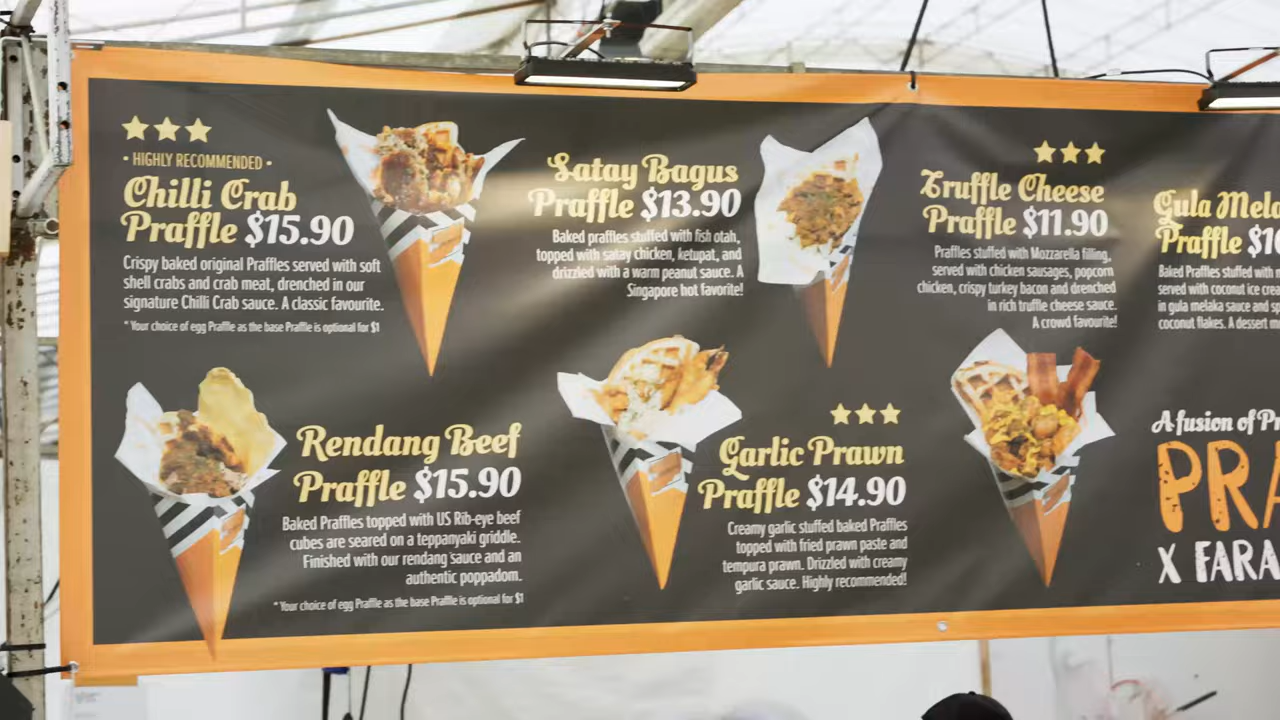 • HIGHLY RECOMMENDED •
Chilli Crab
Praffle $15.90
Crispy baked original Praffles served with soft
shell crabs and crab meat, drenched in our
signature Chilli Crab sauce. A classic favourite.
* Your choice of egg Praffle as the base Praffle is optional for $1
Satay Bagus
Praffle $13.90
Baked praffles stuffed with fish otah,
topped with satay chicken, ketupat, and
drizzled with a warm peanut sauce. A
Singapore hot favorite!
Truffle Cheese
Praffle $11.90
Praffles stuffed with Mozzarella filling,
served with chicken sausages, popcorn
chicken, crispy turkey bacon and drenched
in rich truffle cheese sauce.
A crowd favourite!
Gula Mela
Praffle $1
Baked Praffles stuffed with
served with coconut ice crea
in gula melaka sauce and sp
coconut flakes. A dessert m
Rendang Beef
Praffle $15.90
Baked Praffles topped with US Rib-eye beef
cubes are seared on a teppanyaki griddle.
Finished with our rendang sauce and an
authentic poppadom.
* Your choice of egg Praffle as the base Praffle is optional for $1
Garlic Prawn
Praffle $14.90
Creamy garlic stuffed baked Praffles
topped with fried prawn paste and
tempura prawn. Drizzled with creamy
garlic sauce. Highly recommended!
A fusion of Pr
PRA
X FARA